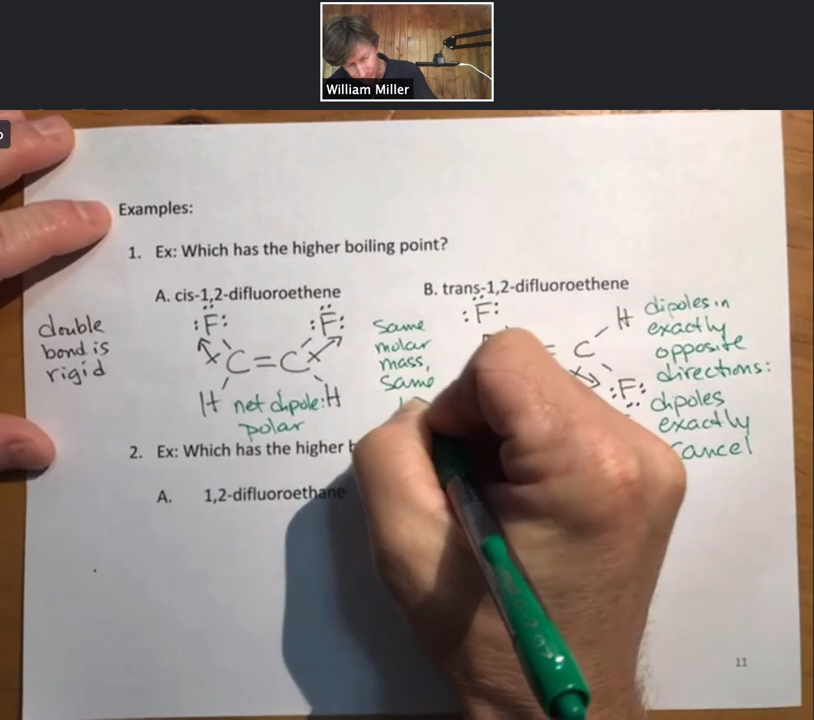 William Miller
Examples:
1. Ex: Which has the higher boiling point?
A. cis-1,2-difluoroethene
B. trans-1,2-difluoroethene
double
bond is
rigid
:F: :F:
C=C
H H
net dipole:
polar
same
molar
mass,
same
:F:
H
C
:F:
dipoles in
exactly
opposite
directions:
dipoles
exactly
cancel
2. Ex: Which has the higher
A. 1,2-difluoroethane
11